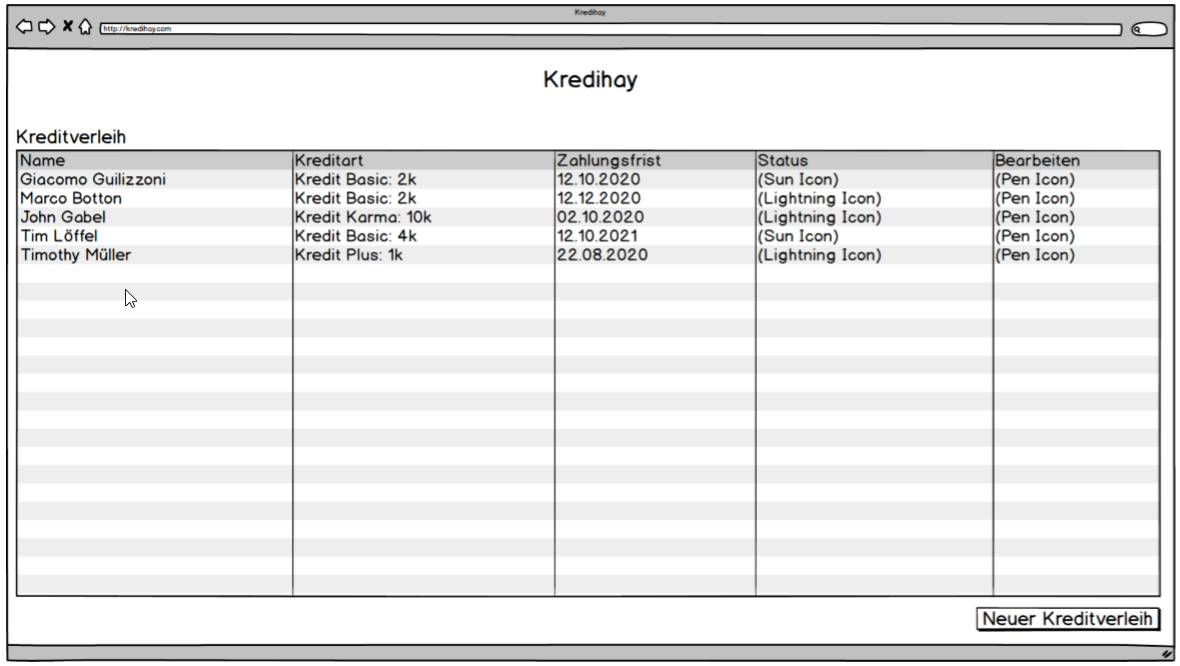 Kredihay
http://kredihay.com
Kredihay
Kreditverleih
Name Kreditart Zahlungsfrist Status Bearbeiten
Giacomo Guilizzoni Kredit Basic: 2k 12.10.2020 (Sun Icon) (Pen Icon)
Marco Botton Kredit Basic: 2k 12.12.2020 (Lightning Icon) (Pen Icon)
John Gabel Kredit Karma: 10k 02.10.2020 (Lightning Icon) (Pen Icon)
Tim Löffel Kredit Basic: 4k 12.10.2021 (Sun Icon) (Pen Icon)
Timothy Müller Kredit Plus: 1k 22.08.2020 (Lightning Icon) (Pen Icon)
Neuer Kreditverleih